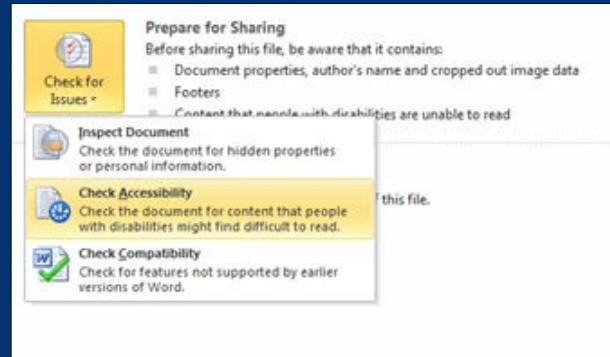 Check for
Issues
Prepare for Sharing
Before sharing this file, be aware that it contains:
Document properties, author's name and cropped out image data
Footers
Content that people with disabilities are unable to read
Inspect Document
Check the document for hidden properties
or personal information.
Check Accessibility
Check the document for content that people
with disabilities might find difficult to read.
Check Compatibility
Check for features not supported by earlier
versions of Word.
of this file.